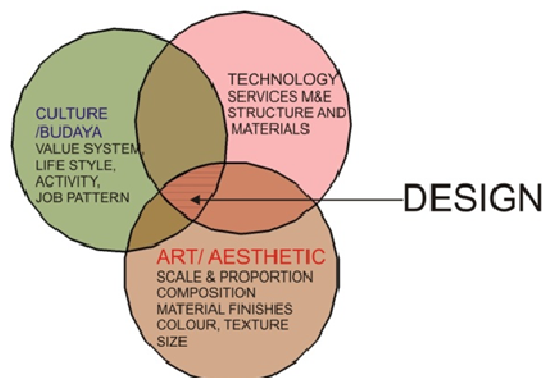 TECHNOLOGY
SERVICES M&E
STRUCTURE AND
MATERIALS
CULTURE
/BUDAYA
VALUE SYSTEM,
LIFE STYLE,
ACTIVITY,
JOB PATTERN
DESIGN
ART/ AESTHETIC
SCALE & PROPORTION
COMPOSITION
MATERIAL FINISHES
COLOUR, TEXTURE
SIZE